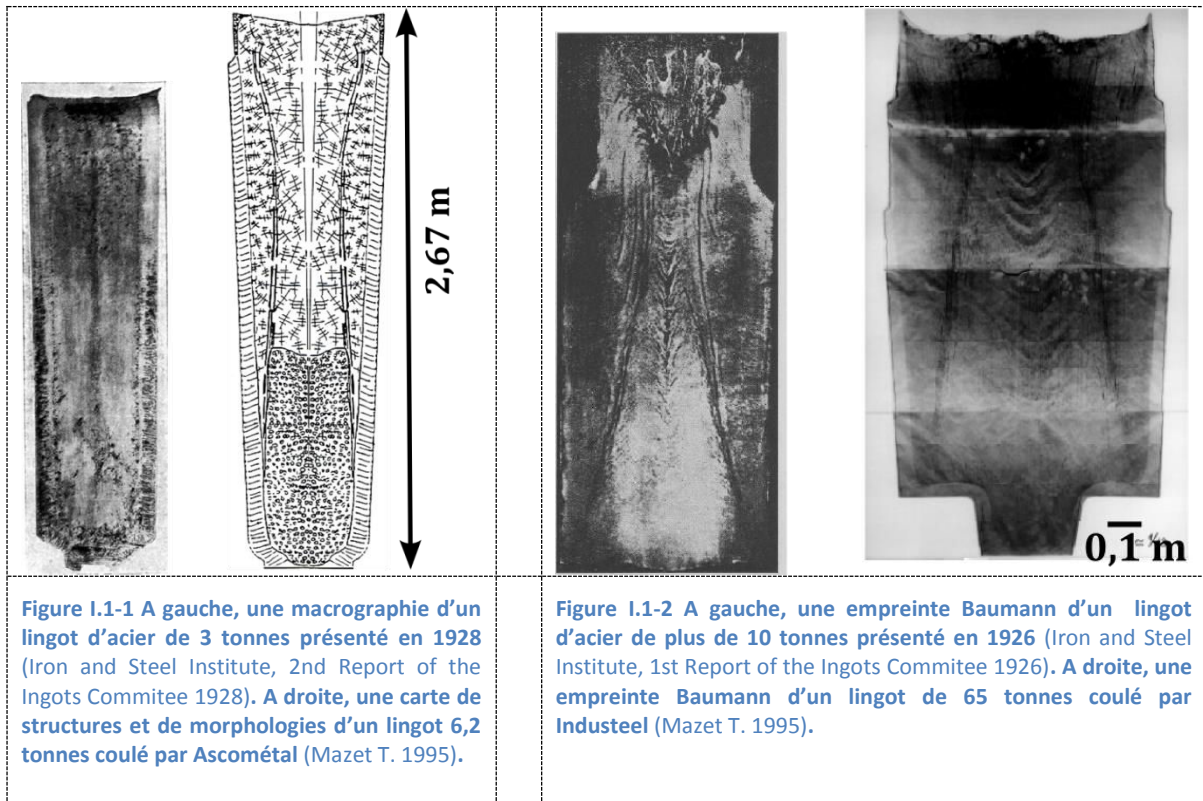 2,67 m
0,1 m
Figure I.1-1 A gauche, une macrographie d'un
lingot d'acier de 3 tonnes présenté en 1928
(Iron and Steel Institute, 2nd Report of the
Ingots Commitee 1928). A droite, une carte de
structures et de morphologies d'un lingot 6,2
tonnes coulé par Ascométal (Mazet T. 1995).
Figure I.1-2 A gauche, une empreinte Baumann d'un lingot
d'acier de plus de 10 tonnes présenté en 1926 (Iron and Steel
Institute, 1st Report of the Ingots Commitee 1926). A droite, une
empreinte Baumann d'un lingot de 65 tonnes coulé par
Industeel (Mazet T. 1995).